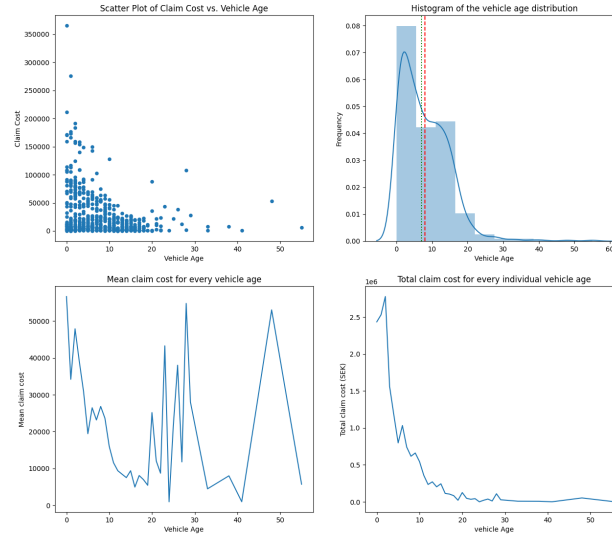 Scatter Plot of Claim Cost vs. Vehicle Age
350000
300000
250000
200000
150000
100000
50000
0
Claim Cost
0 10 20 30 40 50
Vehicle Age
Histogram of the vehicle age distribution
0.08
0.07
0.06
0.05
0.04
0.03
0.02
0.01
0.00
Frequency
0 10 20 30 40 50 60
Vehicle Age
Mean claim cost for every vehicle age
50000
40000
30000
20000
10000
0
Mean claim cost
0 10 20 30 40 50
Vehicle Age
Total claim cost for every individual vehicle age
1e6
2.5
2.0
1.5
1.0
0.5
0.0
Total claim cost (SEK)
0 10 20 30 40 50
vehicle Age